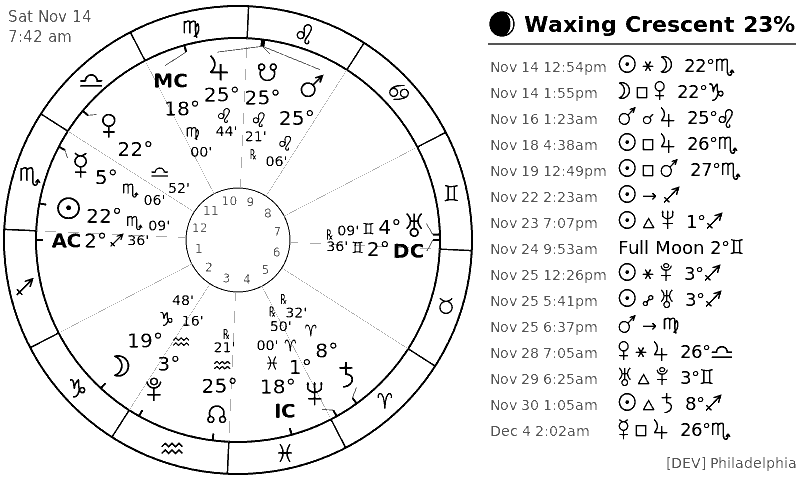 Sat Nov 14
7:42 am
MC
18°
♍
00'
♃
25°
♌
44'
☋
25°
♌
21'
℞
♂
25°
♌
06'
♀
22°
♎
52'
☿
5°
♏
06'
☉ 22° ♏ 09'
AC 2° ♐ 36'
℞ 09' ♊ 4° ♅
36' ♊ 2° DC
10 9
11 8
12 7
1 6
2 5
3 4
☽
19°
♑
48'
♇
3°
♒
16'
☊
25°
♒
21'
℞
IC
18°
♓
00'
♆
1°
♈
50'
℞
♄
8°
♈
32'
℞
♍
♌
♋
♊
♉
♈
♓
♒
♑
♐
♏
♎
Waxing Crescent 23%
Nov 14 12:54pm ☉ ⚹ ☽ 22°♏
Nov 14 1:55pm ☽ □ ♀ 22°♑
Nov 16 1:23am ♂ ☌ ♃ 25°♌
Nov 18 4:38am ☉ □ ♃ 26°♏
Nov 19 12:49pm ☉ □ ♂ 27°♏
Nov 22 2:23am ☉ → ♐
Nov 23 7:07pm ☉ △ ♆ 1°♐
Nov 24 9:53am Full Moon 2°♊
Nov 25 12:26pm ☉ ⚹ ♇ 3°♐
Nov 25 5:41pm ☉ ☍ ♅ 3°♐
Nov 25 6:37pm ♂ → ♍
Nov 28 7:05am ♀ ⚹ ♃ 26°♎
Nov 29 6:25am ♅ △ ♇ 3°♊
Nov 30 1:05am ☉ △ ♄ 8°♐
Dec 4 2:02am ☿ □ ♃ 26°♏
[DEV] Philadelphia